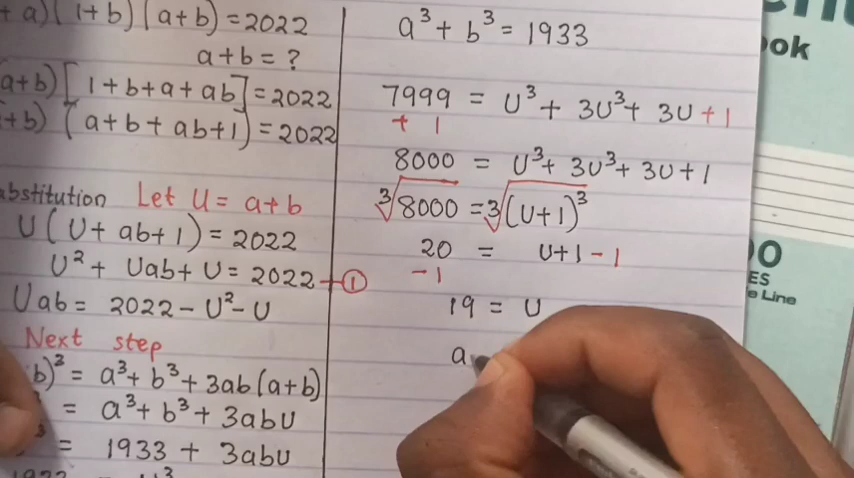 + a)(1+b)(a+b) = 2022
a+b = ?
a+b)[1+b+a+ab] = 2022
+b) (a+b+ab+1) = 2022
bstitution Let U = a+b
U(U+ab+1) = 2022
U² + Uab + U = 2022 → ①
Uab = 2022 - U² - U
Next step
b)³ = a³ + b³ + 3ab(a+b)
= a³ + b³ + 3abU
= 1933 + 3abU
a³ + b³ = 1933
7999 = U³ + 3U³ + 3U + 1
+ 1
8000 = U³ + 3U³ + 3U + 1
∛8000 = ∛(U+1)³
20 = U+1 - 1
-1
19 = U
a
ok
0
ES
e Line